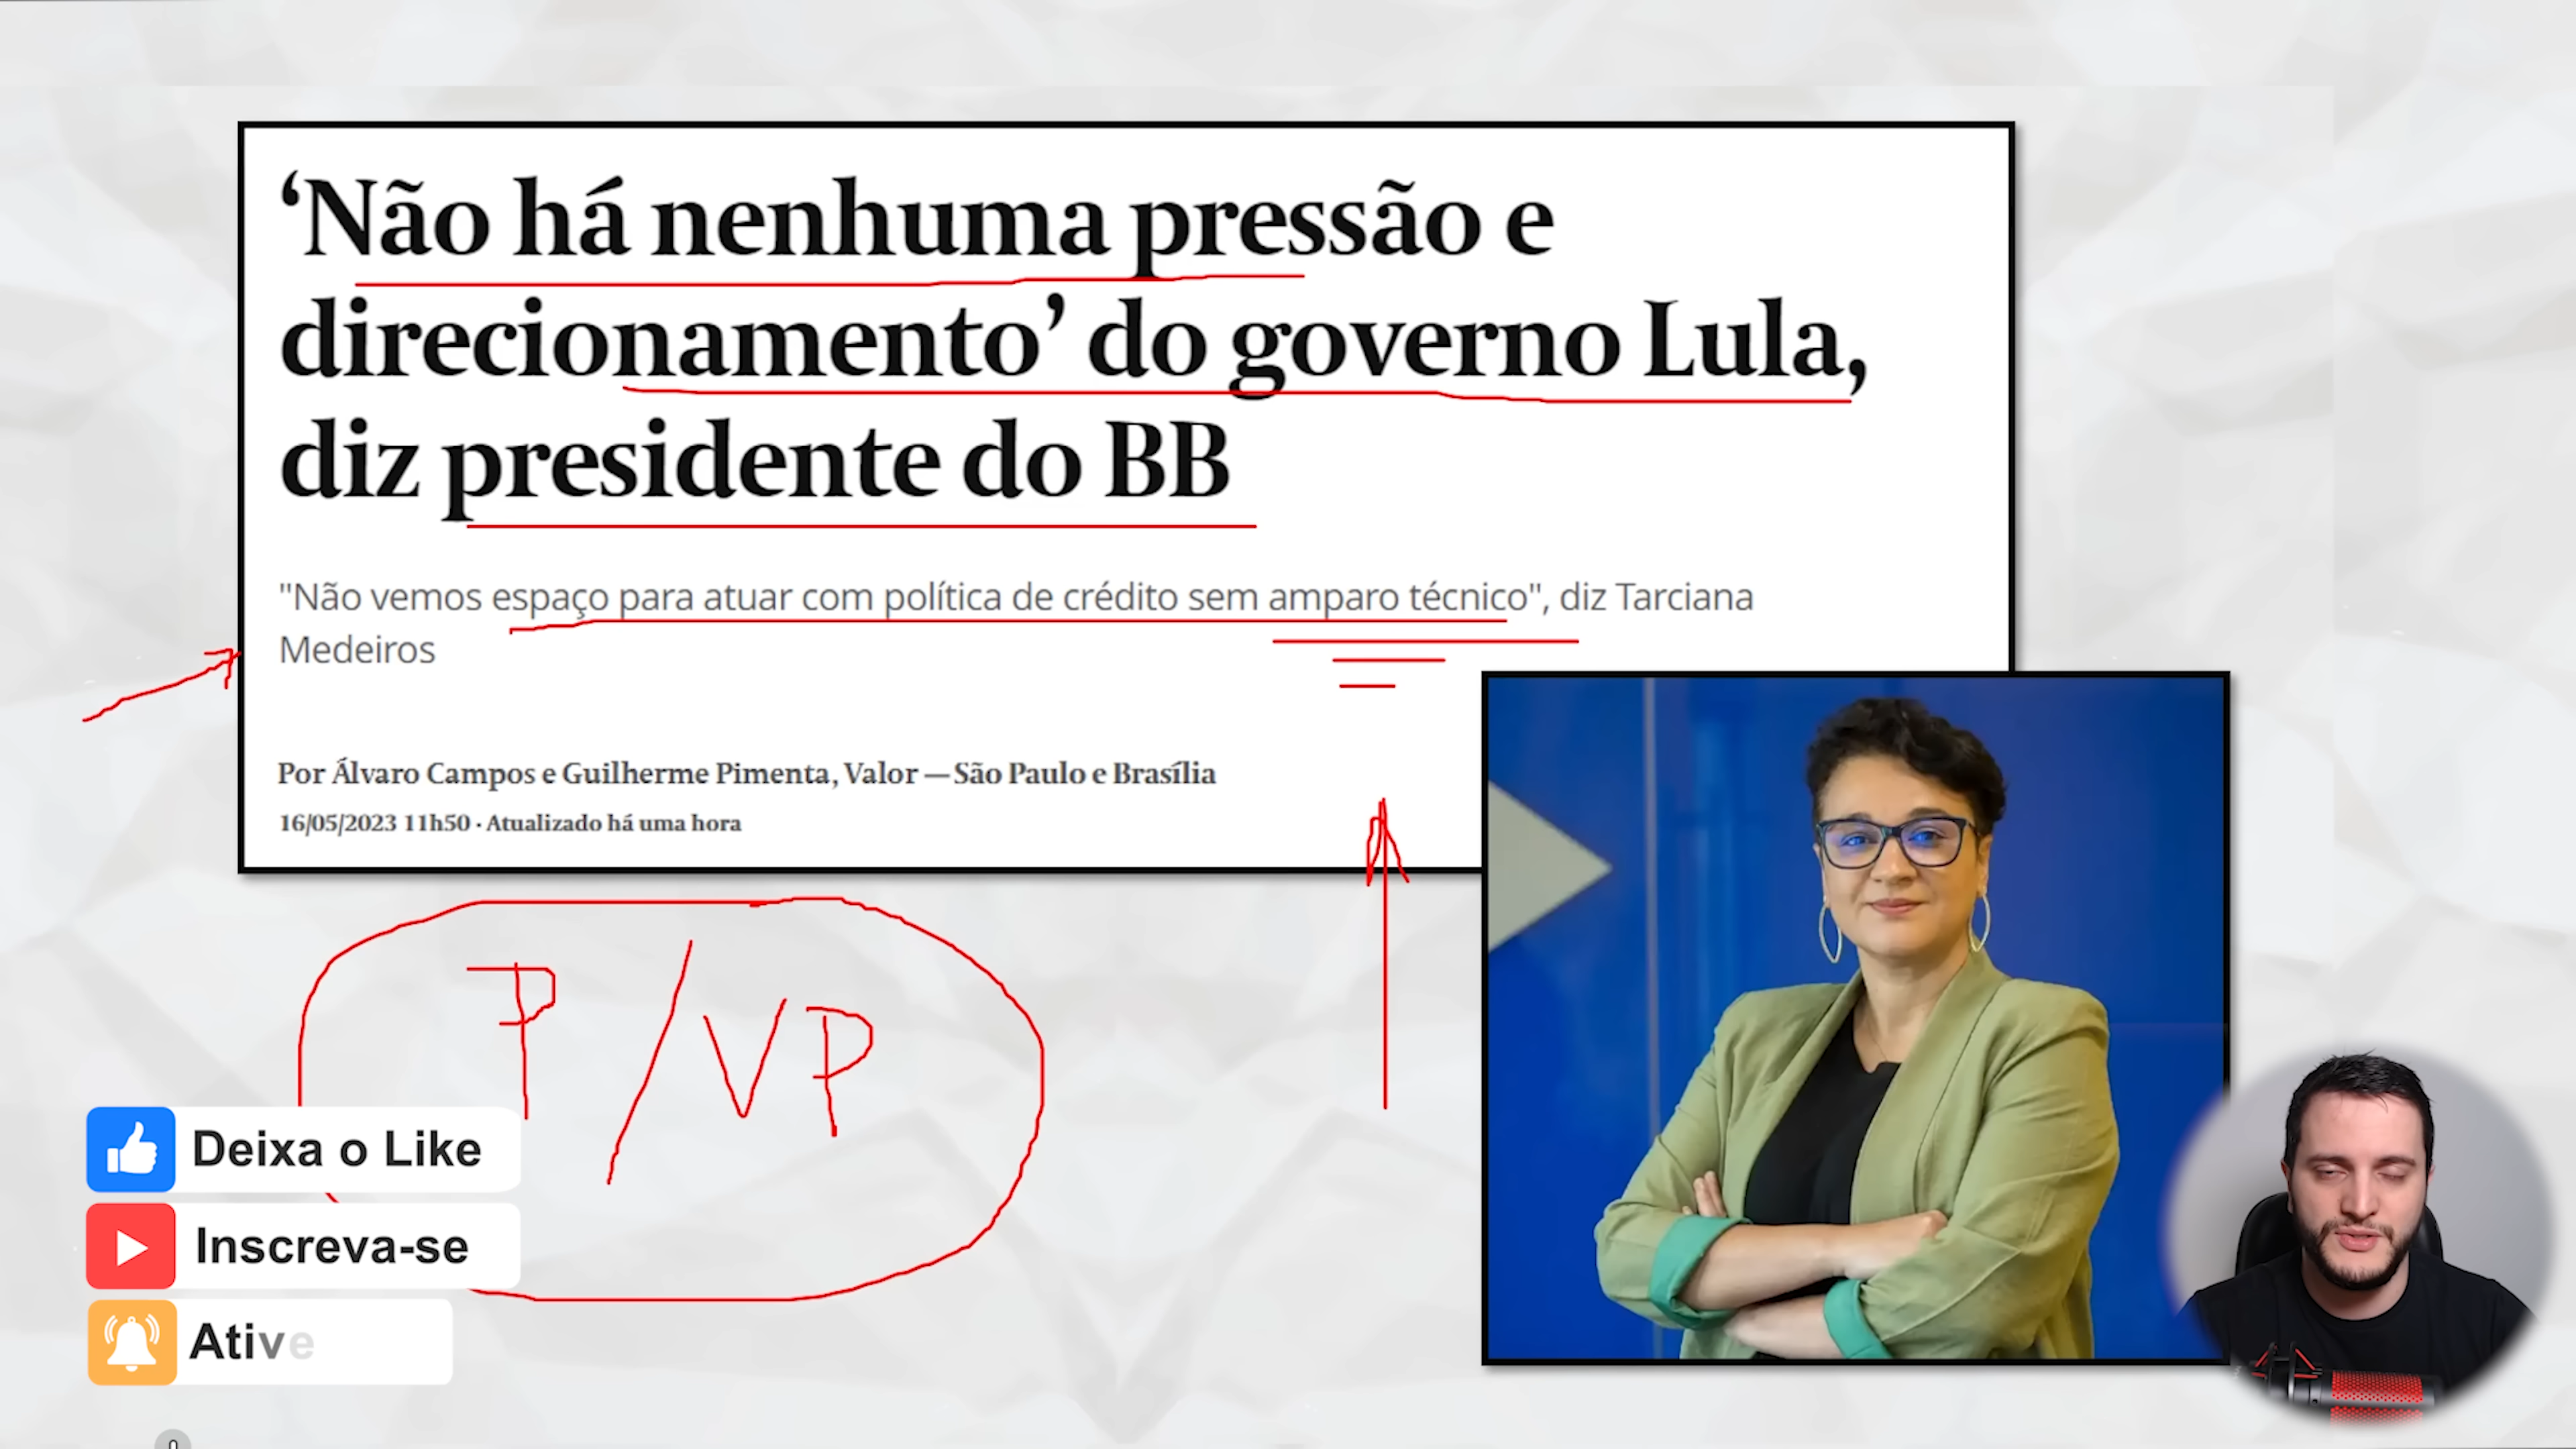 ‘Não há nenhuma pressão e
direcionamento’ do governo Lula,
diz presidente do BB
"Não vemos espaço para atuar com política de crédito sem amparo técnico", diz Tarciana
Medeiros
Por Álvaro Campos e Guilherme Pimenta, Valor — São Paulo e Brasília
16/05/2023 11h50 · Atualizado há uma hora
P/VP
Deixa o Like
Inscreva-se
Ative